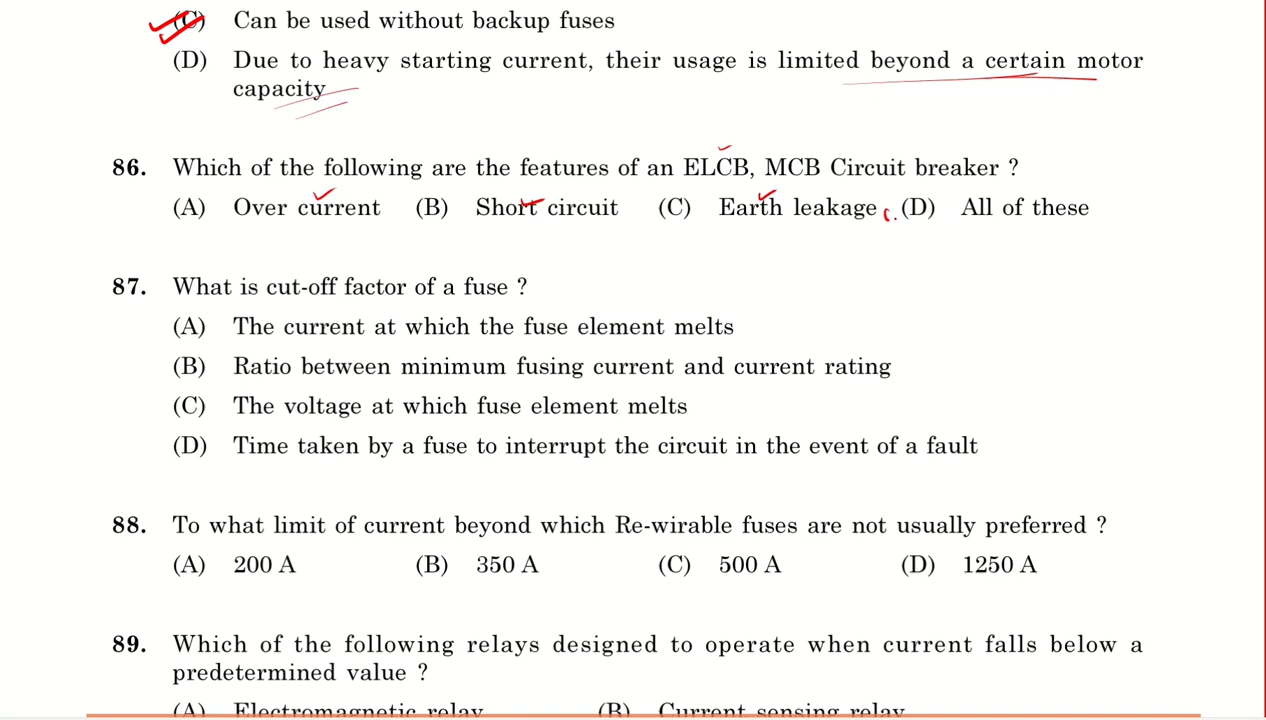 (C) Can be used without backup fuses
(D) Due to heavy starting current, their usage is limited beyond a certain motor
capacity
86. Which of the following are the features of an ELCB, MCB Circuit breaker ?
(A) Over current (B) Short circuit (C) Earth leakage (D) All of these
87. What is cut-off factor of a fuse ?
(A) The current at which the fuse element melts
(B) Ratio between minimum fusing current and current rating
(C) The voltage at which fuse element melts
(D) Time taken by a fuse to interrupt the circuit in the event of a fault
88. To what limit of current beyond which Re-wirable fuses are not usually preferred ?
(A) 200 A (B) 350 A (C) 500 A (D) 1250 A
89. Which of the following relays designed to operate when current falls below a
predetermined value ?
(A) Electromagnetic relay (B) Current sensing relay